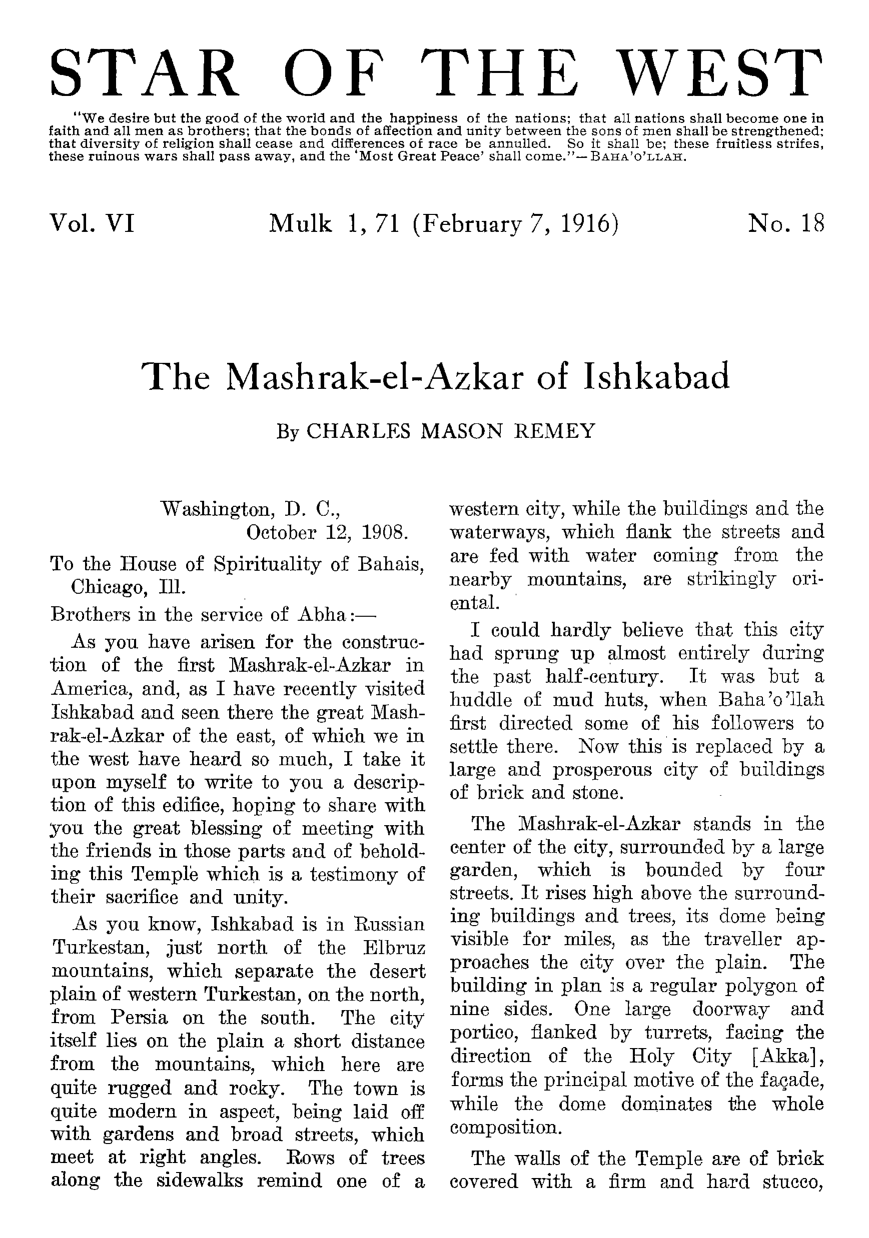 STAR OF THE WEST
"We desire but the good of the world and the happiness of the nations; that all nations shall become one in
faith and all men as brothers; that the bonds of affection and unity between the sons of men shall be strengthened;
that diversity of religion shall cease and differences of race be annulled. So it shall be; these fruitless strifes,
these ruinous wars shall pass away, and the 'Most Great Peace' shall come."—BAHA'O'LLAH.
Vol. VI Mulk 1, 71 (February 7, 1916) No. 18
The Mashrak-el-Azkar of Ishkabad
By CHARLES MASON REMEY
Washington, D. C.,
October 12, 1908.
To the House of Spirituality of Bahais,
Chicago, Ill.
Brothers in the service of Abha:—
As you have arisen for the construc-
tion of the first Mashrak-el-Azkar in
America, and, as I have recently visited
Ishkabad and seen there the great Mash-
rak-el-Azkar of the east, of which we in
the west have heard so much, I take it
upon myself to write to you a descrip-
tion of this edifice, hoping to share with
you the great blessing of meeting with
the friends in those parts and of behold-
ing this Temple which is a testimony of
their sacrifice and unity.
As you know, Ishkabad is in Russian
Turkestan, just north of the Elbruz
mountains, which separate the desert
plain of western Turkestan, on the north,
from Persia on the south. The city
itself lies on the plain a short distance
from the mountains, which here are
quite rugged and rocky. The town is
quite modern in aspect, being laid off
with gardens and broad streets, which
meet at right angles. Rows of trees
along the sidewalks remind one of a
western city, while the buildings and the
waterways, which flank the streets and
are fed with water coming from the
nearby mountains, are strikingly ori-
ental.
I could hardly believe that this city
had sprung up almost entirely during
the past half-century. It was but a
huddle of mud huts, when Baha'o'llah
first directed some of his followers to
settle there. Now this is replaced by a
large and prosperous city of buildings
of brick and stone.
The Mashrak-el-Azkar stands in the
center of the city, surrounded by a large
garden, which is bounded by four
streets. It rises high above the surround-
ing buildings and trees, its dome being
visible for miles, as the traveller ap-
proaches the city over the plain. The
building in plan is a regular polygon of
nine sides. One large doorway and
portico, flanked by turrets, facing the
direction of the Holy City [Akka],
forms the principal motive of the façade,
while the dome dominates the whole
composition.
The walls of the Temple are of brick
covered with a firm and hard stucco,